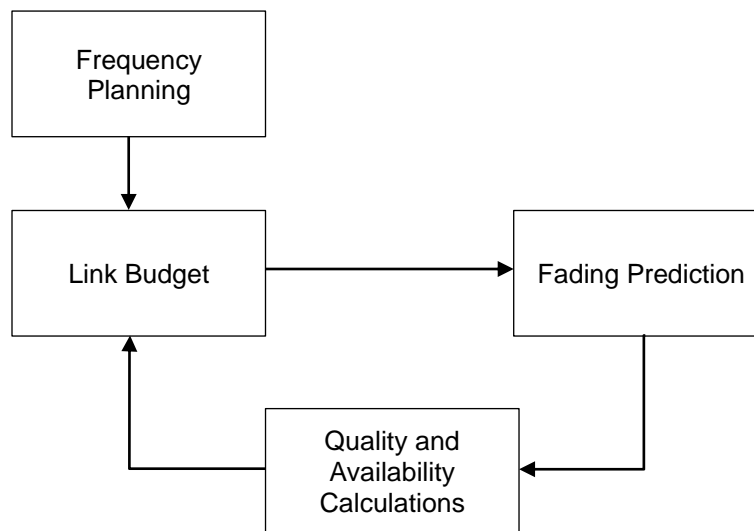 Frequency
Planning
Link Budget
Fading Prediction
Quality and
Availability
Calculations